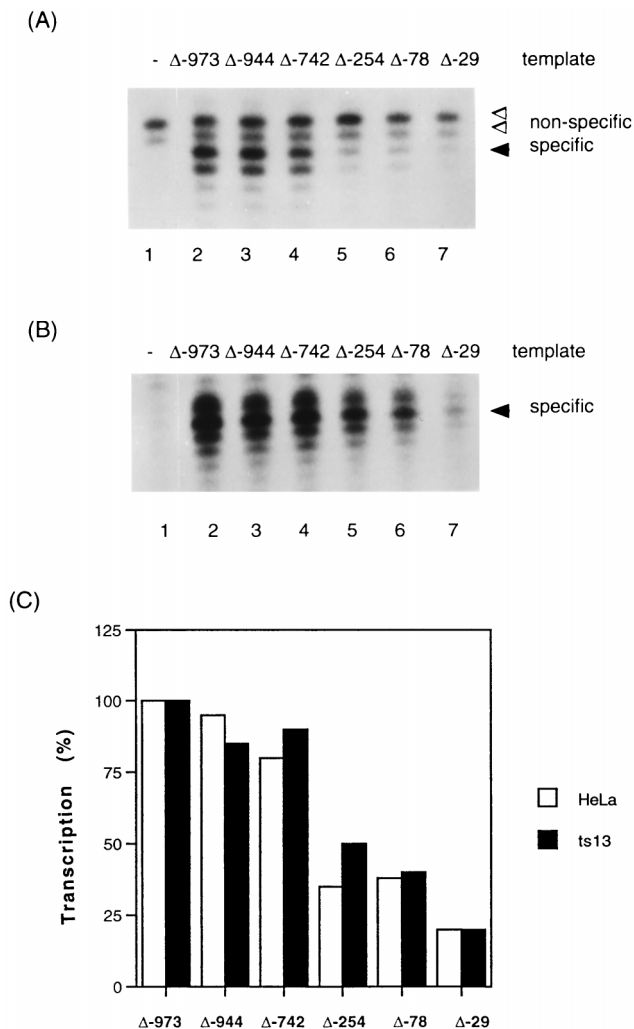 (A)
- Δ-973 Δ-944 Δ-742 Δ-254 Δ-78 Δ-29 template
non-specific
specific
1 2 3 4 5 6 7
(B)
- Δ-973 Δ-944 Δ-742 Δ-254 Δ-78 Δ-29 template
specific
1 2 3 4 5 6 7
(C)
125
100
75
50
25
0
Transcription (%)
HeLa
ts13
Δ-973 Δ-944 Δ-742 Δ-254 Δ-78 Δ-29